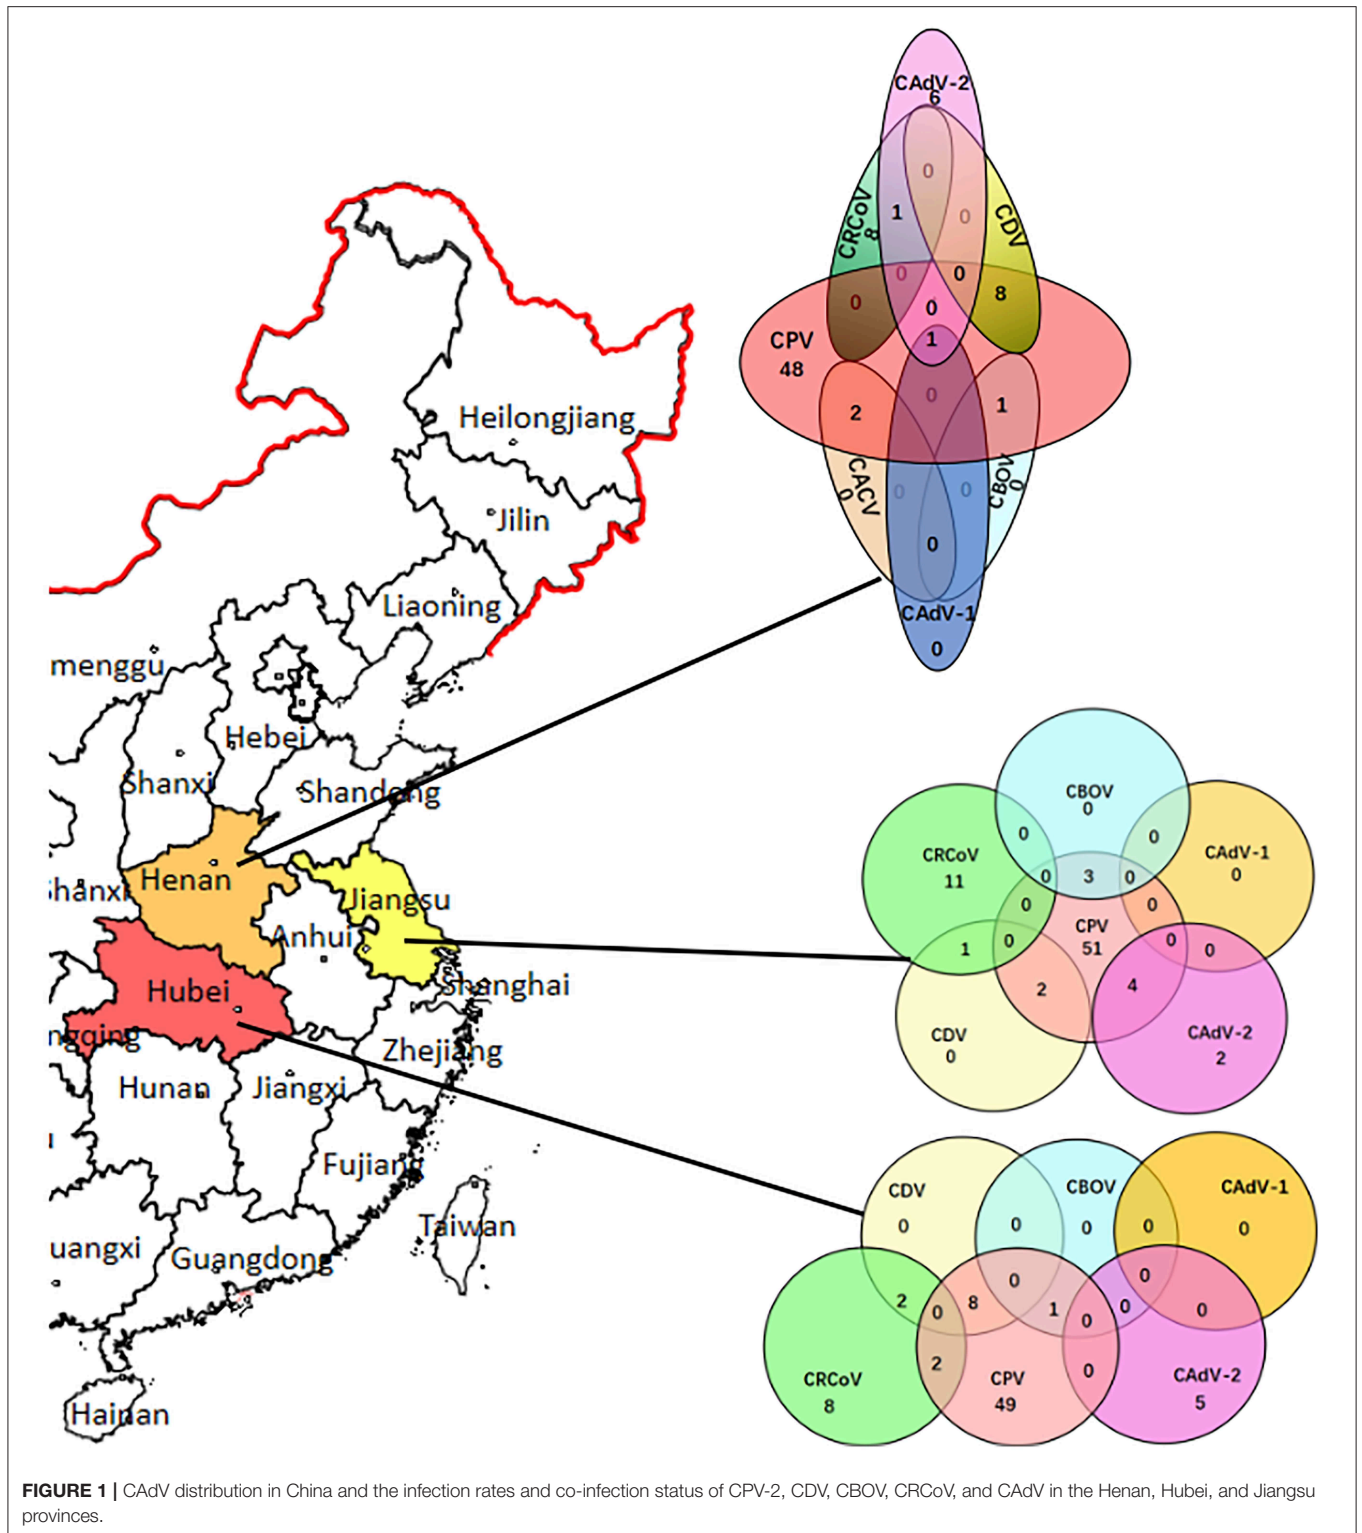 Heilongjiang
Jilin
Liaoning
menggu
Hebei
Shanxi
Shandong
Henan
Shanxi
Jiangsu
Anhui
Hubei
Shanghai
ngqing
Zhejiang
Hunan
Jiangxi
Fujiang
Taiwan
uangxi
Guangdong
Hainan
CAdV-2
6
0
CRCoV
8
1
0
CDV
0
0
0
8
0
CPV
48
1
0
2
1
CACV
0
0
0
CBOV
0
0
CAdV-1
0
CBOV
0
0
0
CRCoV
11
CAdV-1
0
0
3
0
0
0
CPV
51
1
0
0
0
2
4
CDV
0
CAdV-2
2
CDV
0
0
CBOV
0
0
CAdV-1
0
0
0
2
0
8
1
0
0
0
2
0
CRCoV
8
CPV
49
CAdV-2
5
FIGURE 1 | CAdV distribution in China and the infection rates and co-infection status of CPV-2, CDV, CBOV, CRCoV, and CAdV in the Henan, Hubei, and Jiangsu
provinces.